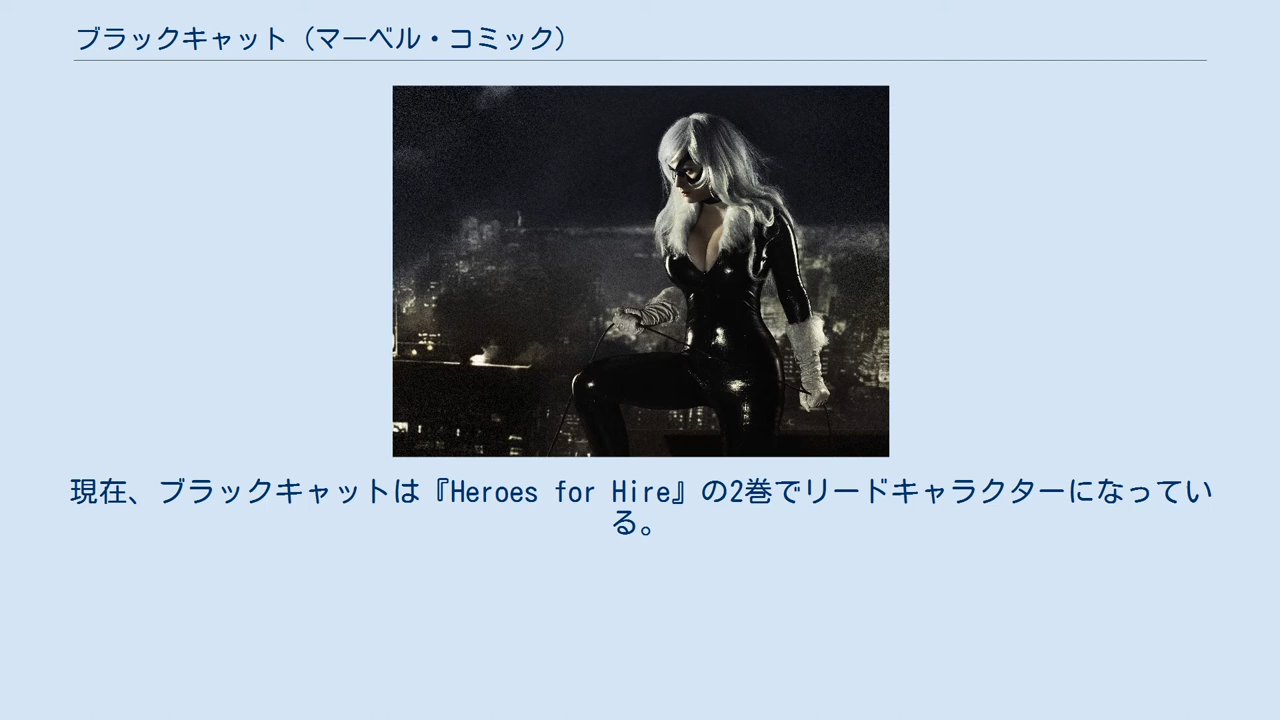 ブラックキャット（マーベル・コミック）
現在、ブラックキャットは『Heroes for Hire』の2巻でリードキャラクターになってい
る。